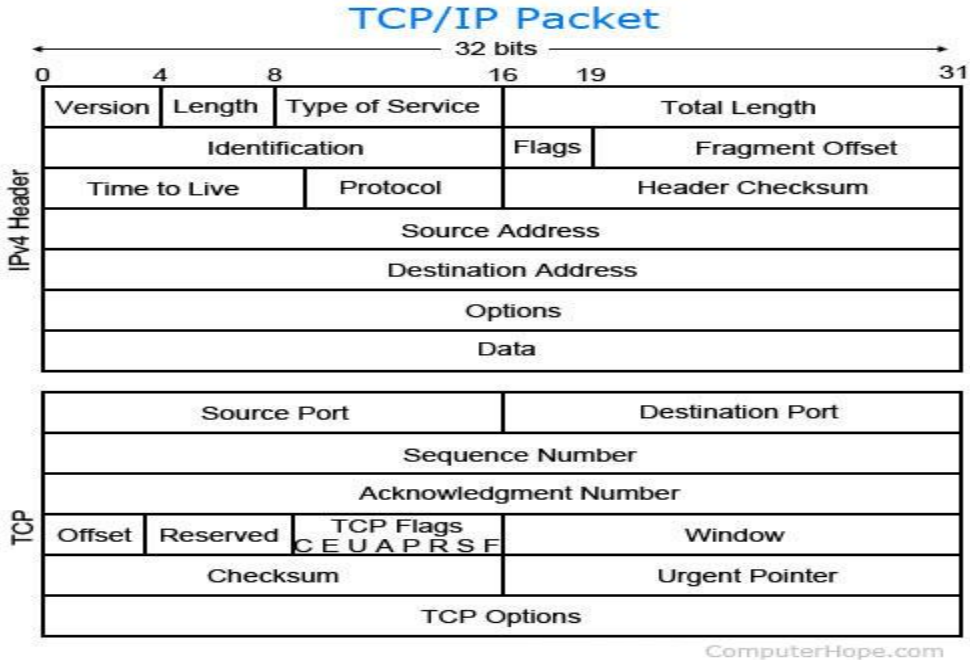 TCP/IP Packet
32 bits
0 4 8 16 19 31
Version Length Type of Service Total Length
Identification Flags Fragment Offset
Time to Live Protocol Header Checksum
Source Address
Destination Address
Options
Data
IPv4 Header
Source Port Destination Port
Sequence Number
Acknowledgment Number
Offset Reserved TCP Flags Window
C E U A P R S F
Checksum Urgent Pointer
TCP Options
TCP
ComputerHope.com